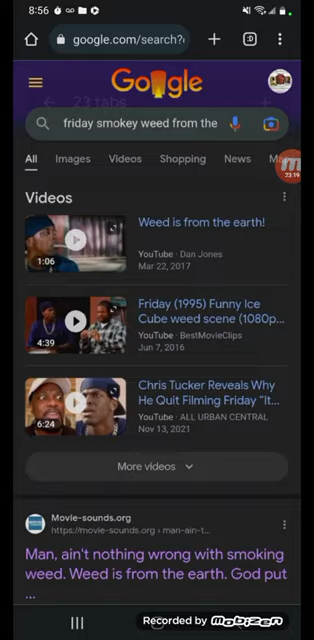 8:56
google.com/search?
:D
Google
23 tabs
friday smokey weed from the
All Images Videos Shopping News
23:19
Videos
Weed is from the earth!
YouTube · Dan Jones
Mar 22, 2017
1:06
Friday (1995) Funny Ice
Cube weed scene (1080p...
YouTube · BestMovieClips
Jun 7, 2016
4:39
Chris Tucker Reveals Why
He Quit Filming Friday “It...
YouTube · ALL URBAN CENTRAL
Nov 13, 2021
6:24
More videos
Movie-sounds.org
https://movie-sounds.org › man-ain-t...
Man, ain't nothing wrong with smoking
weed. Weed is from the earth. God put
...
Recorded by mobizen